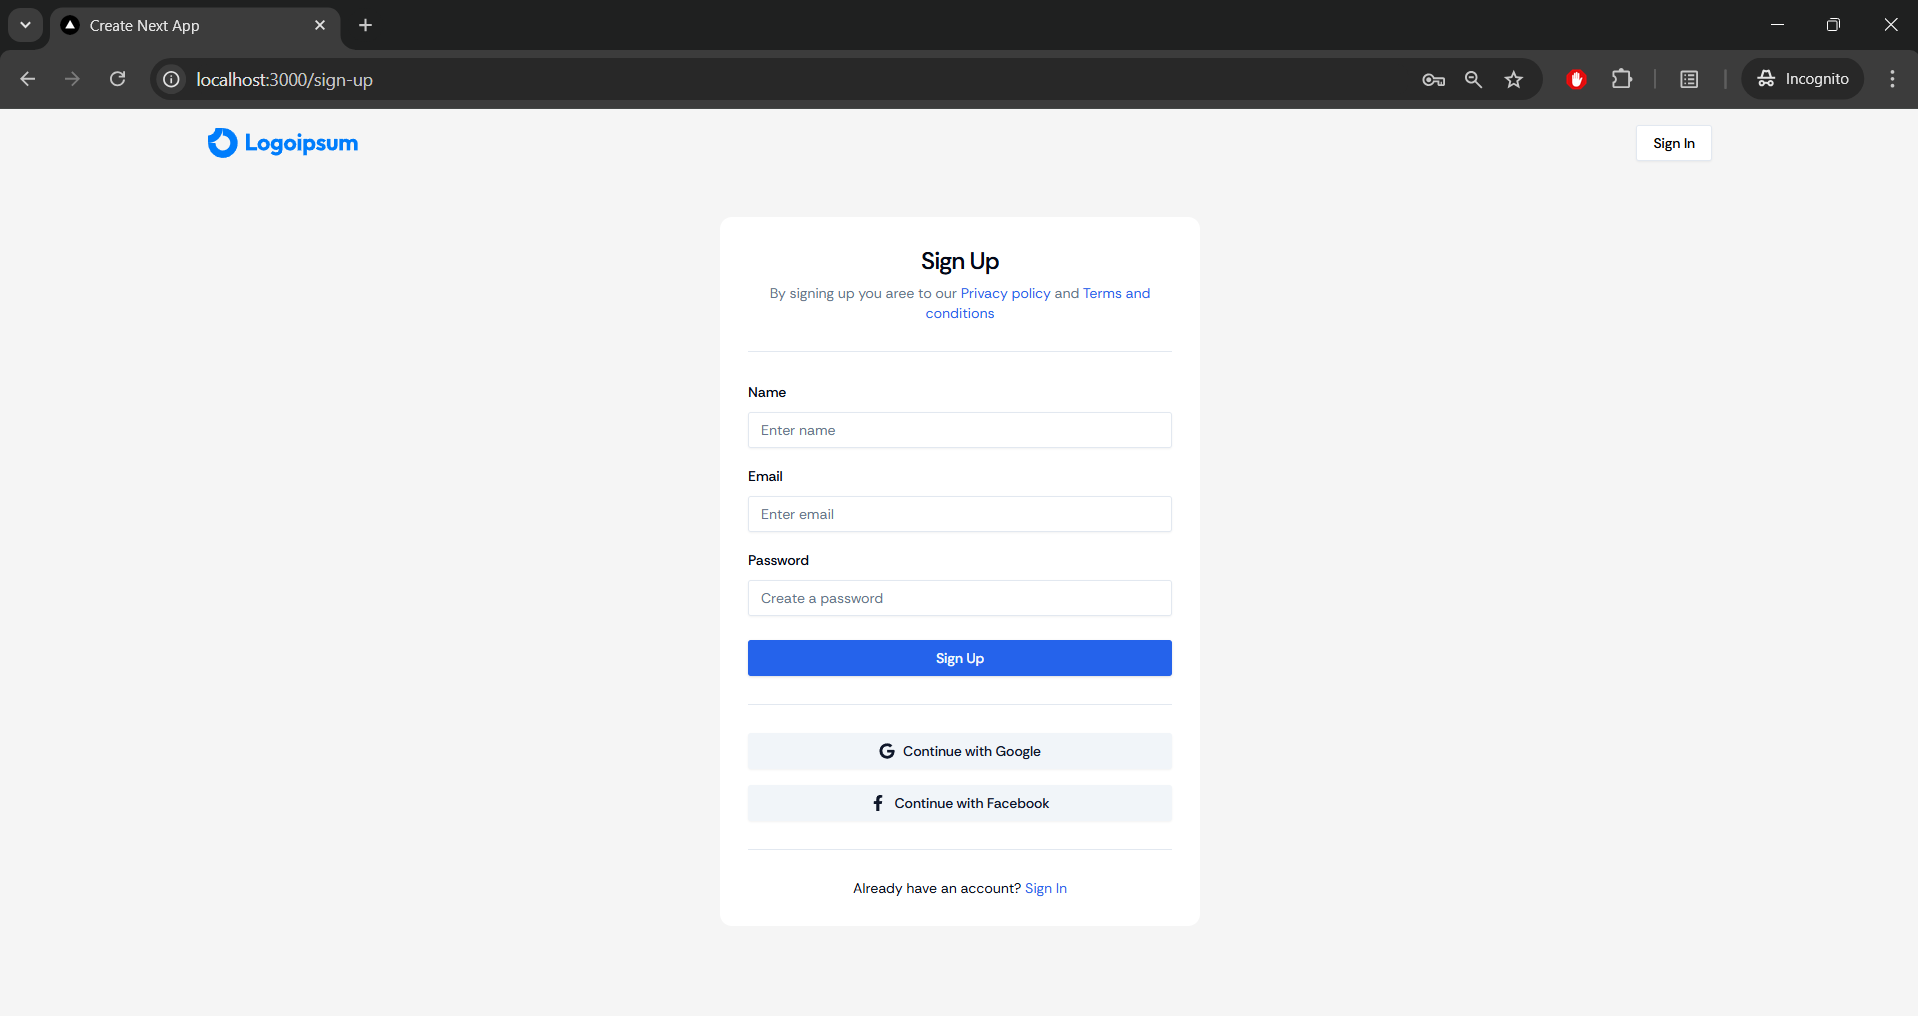 Create Next App
localhost:3000/sign-up
Incognito
Logoipsum
Sign In
Sign Up
By signing up you aree to our Privacy policy and Terms and
conditions
Name
Enter name
Email
Enter email
Password
Create a password
Sign Up
Continue with Google
Continue with Facebook
Already have an account? Sign In